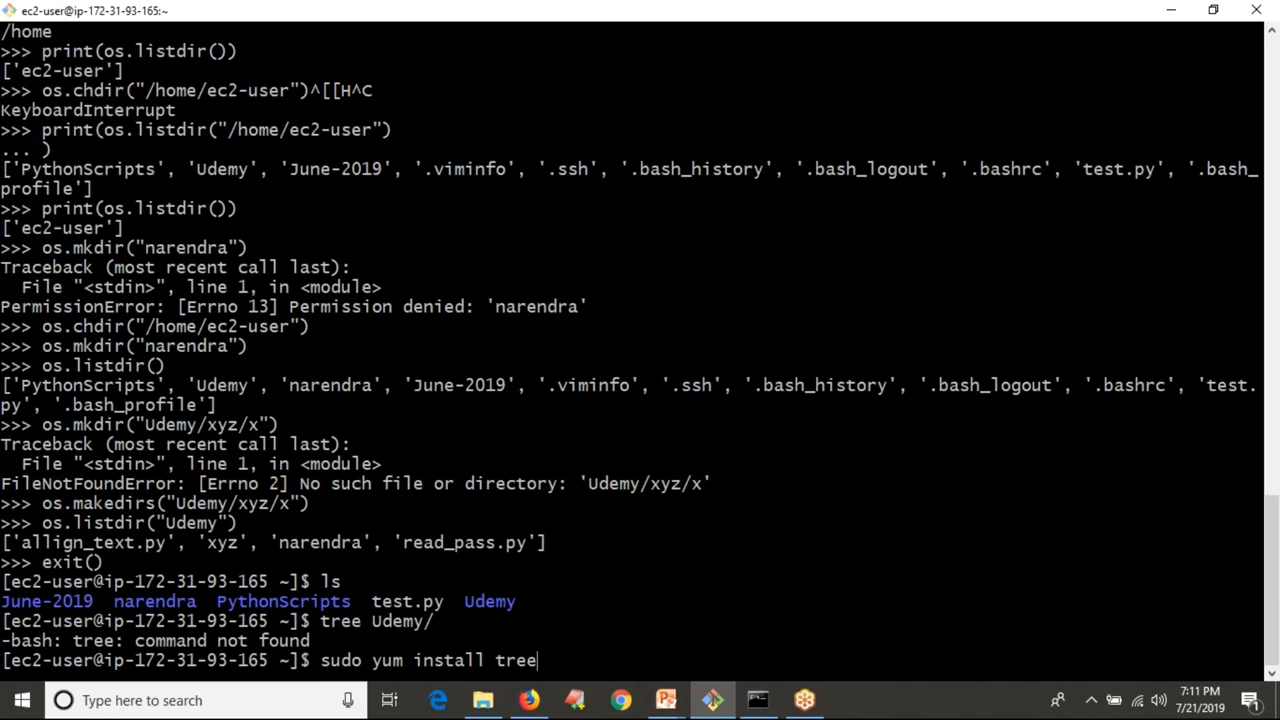 ec2-user@ip-172-31-93-165:~
/home
>>> print(os.listdir())
['ec2-user']
>>> os.chdir("/home/ec2-user")^[[H^C
KeyboardInterrupt
>>> print(os.listdir("/home/ec2-user")
... )
['PythonScripts', 'Udemy', 'June-2019', '.viminfo', '.ssh', '.bash_history', '.bash_logout', '.bashrc', 'test.py', '.bash_
profile']
>>> print(os.listdir())
['ec2-user']
>>> os.mkdir("narendra")
Traceback (most recent call last):
  File "<stdin>", line 1, in <module>
PermissionError: [Errno 13] Permission denied: 'narendra'
>>> os.chdir("/home/ec2-user")
>>> os.mkdir("narendra")
>>> os.listdir()
['PythonScripts', 'Udemy', 'narendra', 'June-2019', '.viminfo', '.ssh', '.bash_history', '.bash_logout', '.bashrc', 'test.
py', '.bash_profile']
>>> os.mkdir("Udemy/xyz/x")
Traceback (most recent call last):
  File "<stdin>", line 1, in <module>
FileNotFoundError: [Errno 2] No such file or directory: 'Udemy/xyz/x'
>>> os.makedirs("Udemy/xyz/x")
>>> os.listdir("Udemy")
['allign_text.py', 'xyz', 'narendra', 'read_pass.py']
>>> exit()
[ec2-user@ip-172-31-93-165 ~]$ ls
June-2019  narendra  PythonScripts  test.py  Udemy
[ec2-user@ip-172-31-93-165 ~]$ tree Udemy/
-bash: tree: command not found
[ec2-user@ip-172-31-93-165 ~]$ sudo yum install tree
Type here to search
7:11 PM
7/21/2019
1